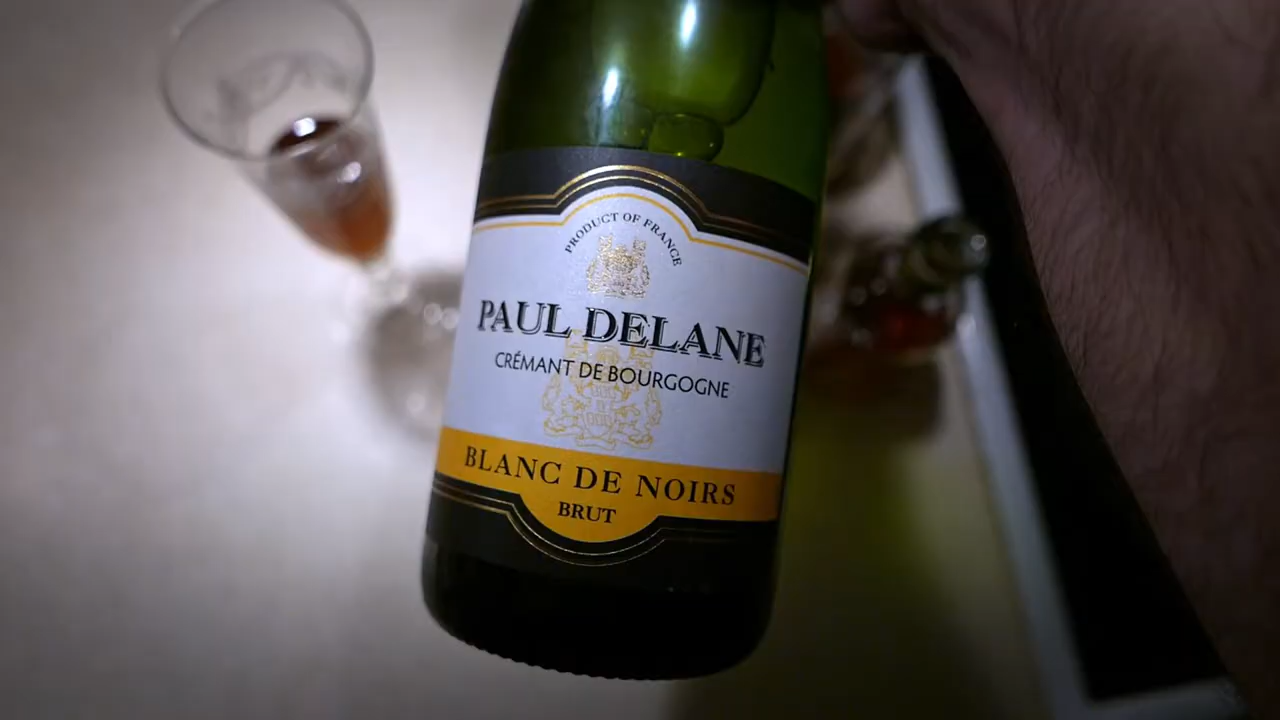 PRODUCT OF FRANCE
PAUL DELANE
CRÉMANT DE BOURGOGNE
BLANC DE NOIRS
BRUT